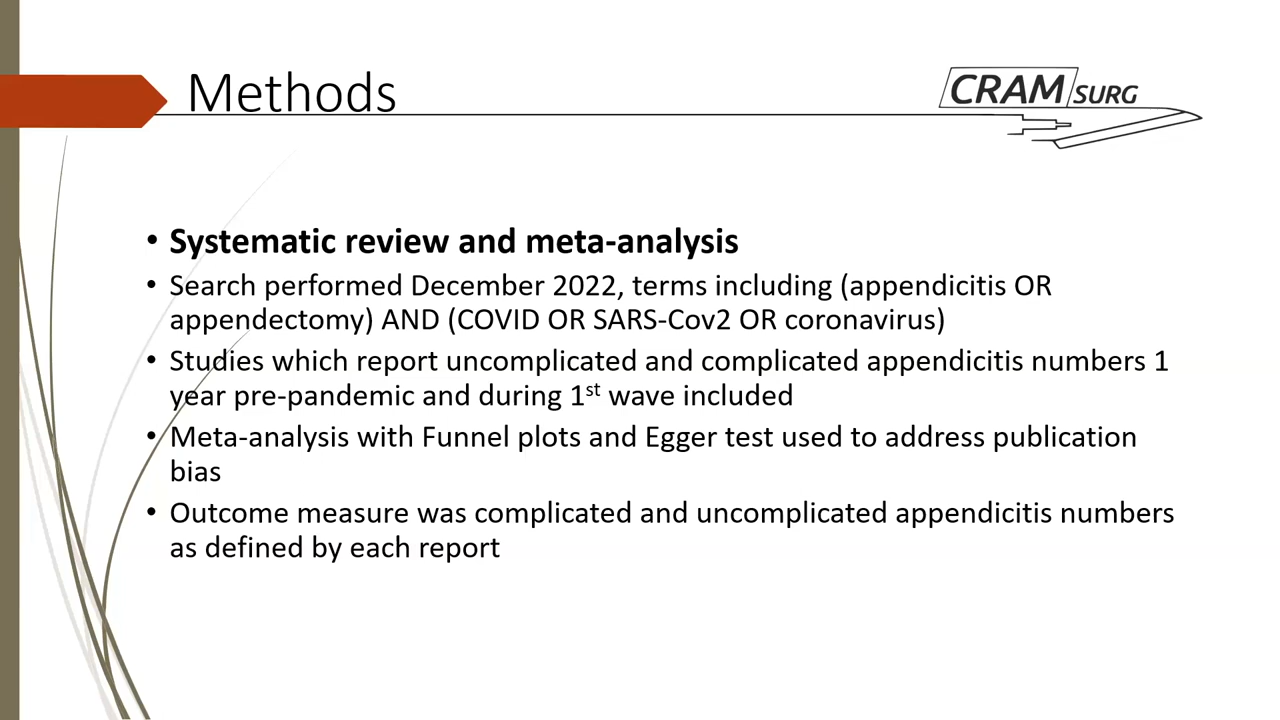 Methods
CRAM SURG
• Systematic review and meta-analysis
• Search performed December 2022, terms including (appendicitis OR
appendectomy) AND (COVID OR SARS-Cov2 OR coronavirus)
• Studies which report uncomplicated and complicated appendicitis numbers 1
year pre-pandemic and during 1st wave included
• Meta-analysis with Funnel plots and Egger test used to address publication
bias
• Outcome measure was complicated and uncomplicated appendicitis numbers
as defined by each report